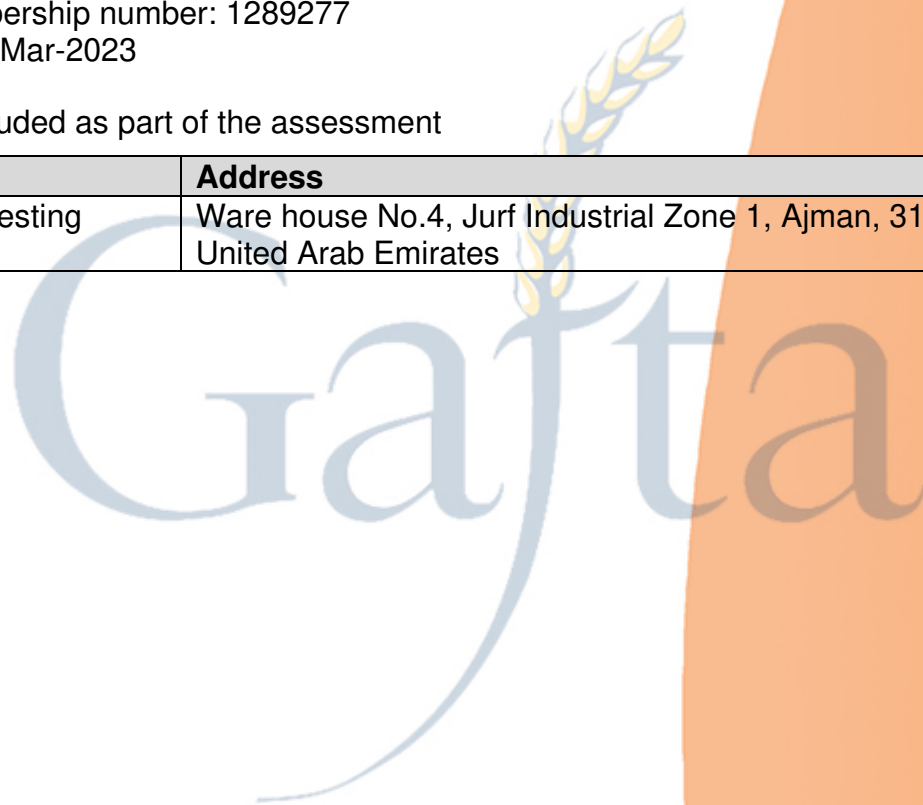 bership number: 1289277
Mar-2023
uded as part of the assessment
Address
esting
Ware house No.4, Jurf Industrial Zone 1, Ajman, 31
United Arab Emirates
Gafta